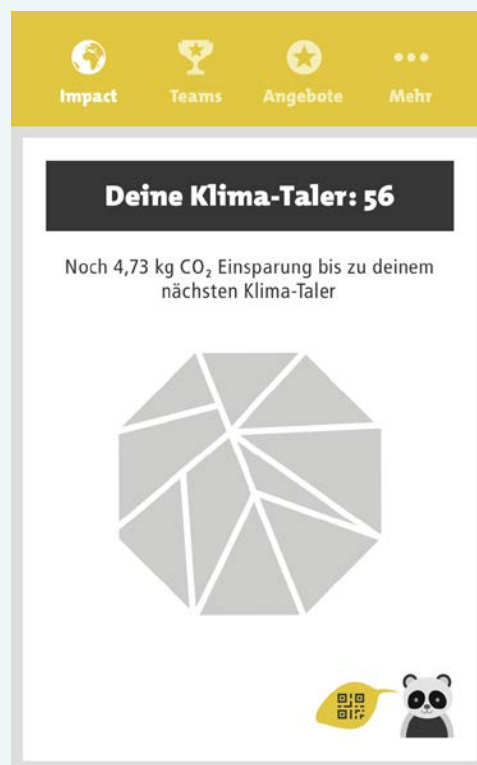 Impact Teams Angebote Mehr
Deine Klima-Taler: 56
Noch 4,73 kg CO₂ Einsparung bis zu deinem
nächsten Klima-Taler